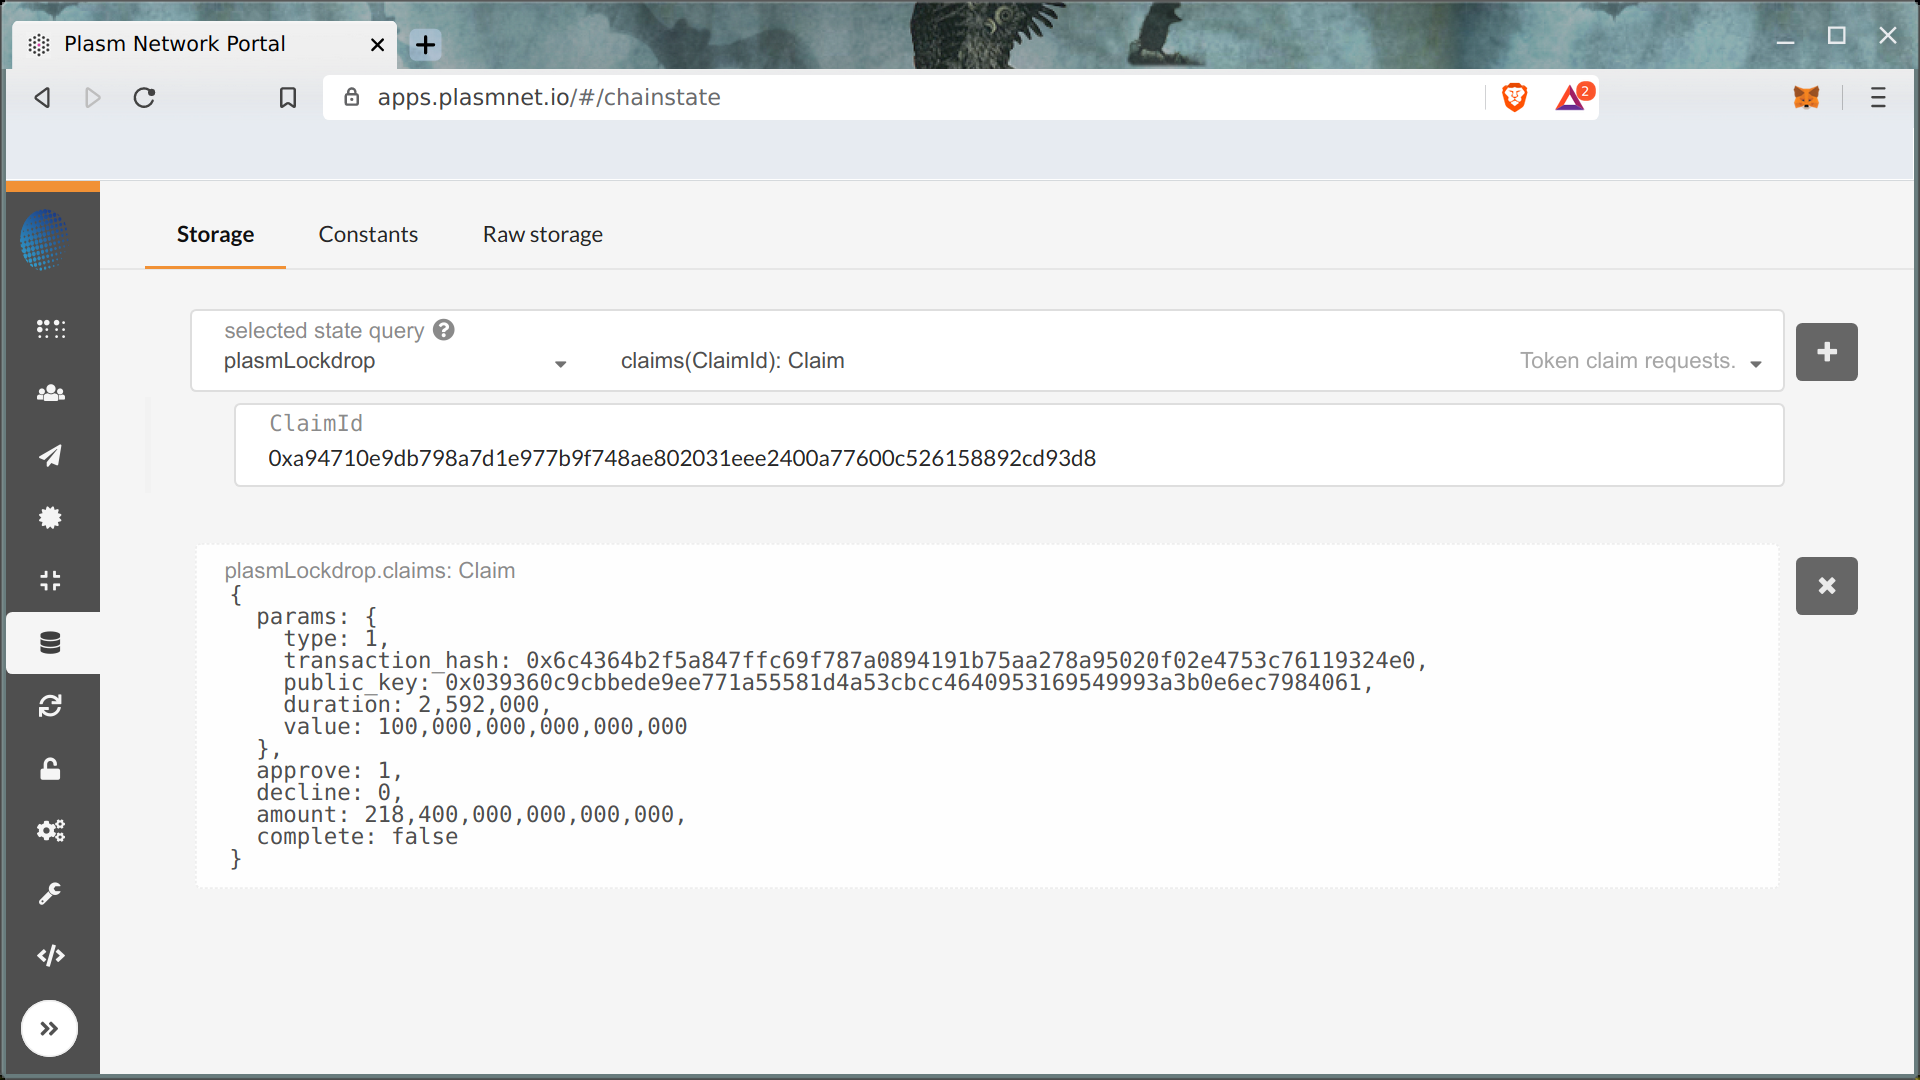 Plasm Network Portal
apps.plasmnet.io/#/chainstate
2
Storage
Constants
Raw storage
selected state query
plasmLockdrop
claims(ClaimId): Claim
Token claim requests.
ClaimId
0xa94710e9db798a7d1e977b9f748ae802031eee2400a77600c526158892cd93d8
plasmLockdrop.claims: Claim
{
params: {
type: 1,
transaction_hash: 0x6c4364b2f5a847ffc69f787a0894191b75aa278a95020f02e4753c76119324e0,
public_key: 0x039360c9cbbede9ee771a55581d4a53cbcc4640953169549993a3b0e6ec7984061,
duration: 2,592,000,
value: 100,000,000,000,000,000
},
approve: 1,
decline: 0,
amount: 218,400,000,000,000,000,
complete: false
}